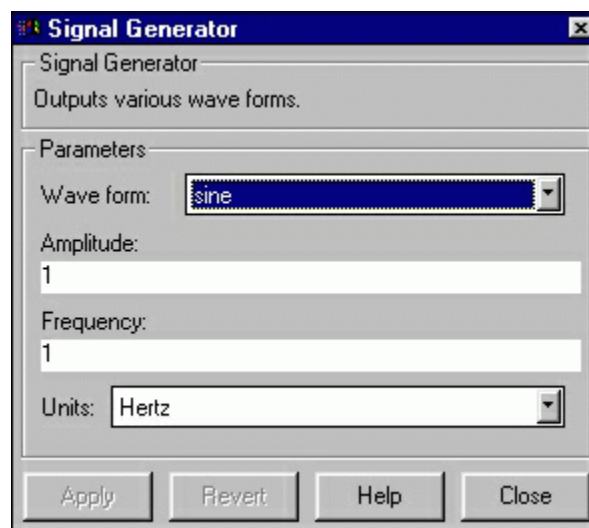 Signal Generator
Signal Generator
Outputs various wave forms.
Parameters
Wave form: sine
Amplitude:
1
Frequency:
1
Units: Hertz
Apply Revert Help Close